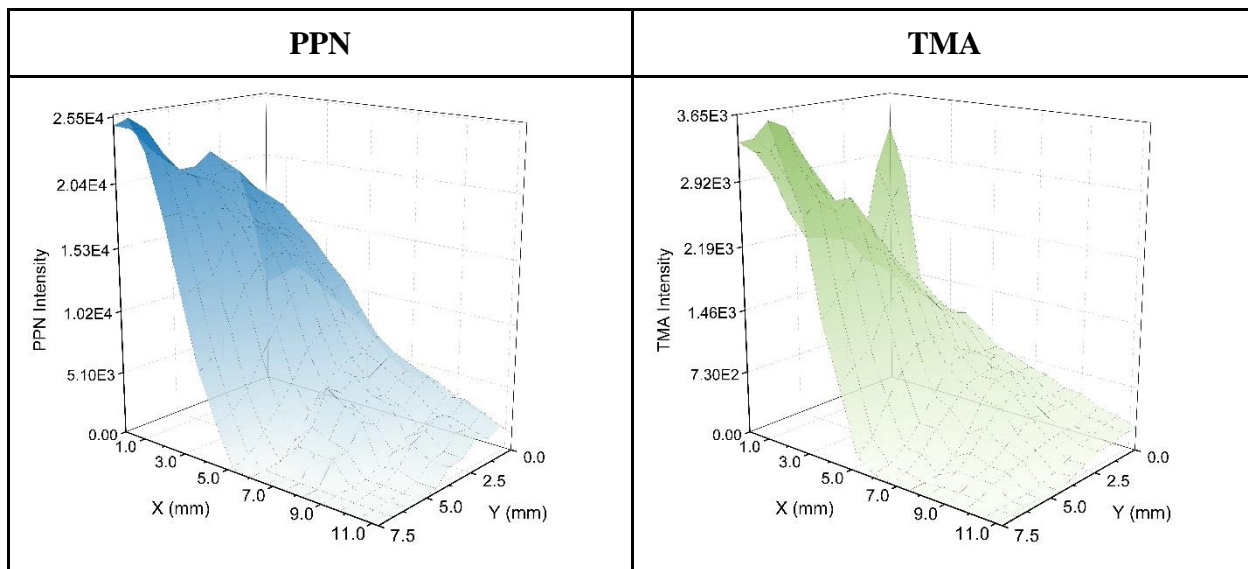 PPN
TMA
2.55E4
2.04E4
1.53E4
1.02E4
5.10E3
0.00
PPN Intensity
1.0
3.0
5.0
7.0
9.0
11.0
X (mm)
0.0
2.5
5.0
7.5
Y (mm)
3.65E3
2.92E3
2.19E3
1.46E3
7.30E2
0.00
TMA Intensity
1.0
3.0
5.0
7.0
9.0
11.0
X (mm)
0.0
2.5
5.0
7.5
Y (mm)